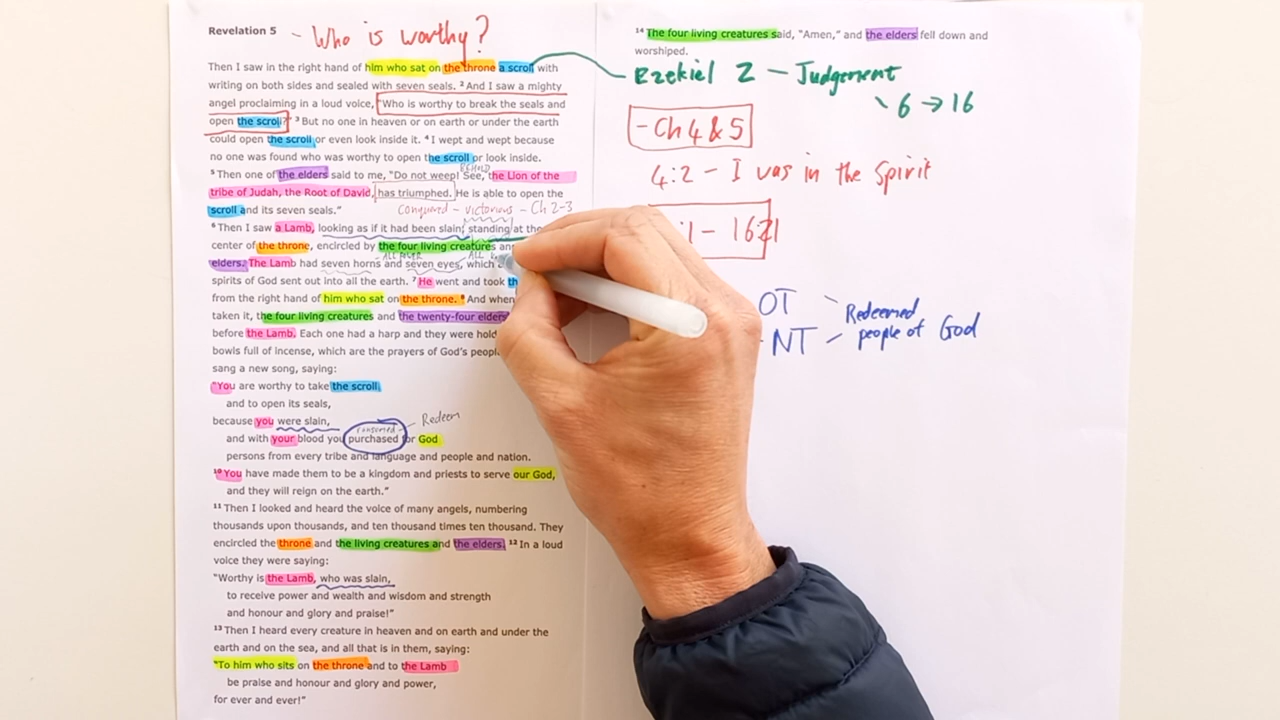 Revelation 5 - Who is worthy?
Then I saw in the right hand of him who sat on the throne a scroll with
writing on both sides and sealed with seven seals. 2 And I saw a mighty
angel proclaiming in a loud voice, "Who is worthy to break the seals and
open the scroll?" 3 But no one in heaven or on earth or under the earth
could open the scroll or even look inside it. 4 I wept and wept because
no one was found who was worthy to open the scroll or look inside.
BEHOLD
5 Then one of the elders said to me, "Do not weep! See, the Lion of the
tribe of Judah, the Root of David, has triumphed. He is able to open the
scroll and its seven seals."
Conquered - victorious - Ch 2-3
6 Then I saw a Lamb, looking as if it had been slain, standing at the
center of the throne, encircled by the four living creatures
ALL POWER ALL
elders. The Lamb had seven horns and seven eyes, which
spirits of God sent out into all the earth. 7 He went and took
from the right hand of him who sat on the throne. 8 And when
taken it, the four living creatures and the twenty-four elders
before the Lamb. Each one had a harp and they were
bowls full of incense, which are the prayers of God's
sang a new song, saying:
"You are worthy to take the scroll
and to open its seals,
because you were slain,
Redeem
and with your blood you purchased for God
persons from every tribe and language and people and nation.
10 You have made them to be a kingdom and priests to serve our God,
and they will reign on the earth."
11 Then I looked and heard the voice of many angels, numbering
thousands upon thousands, and ten thousand times ten thousand. They
encircled the throne and the living creatures and the elders. 12 In a loud
voice they were saying:
"Worthy is the Lamb, who was slain,
to receive power and wealth and wisdom and strength
and honour and glory and praise!"
13 Then I heard every creature in heaven and on earth and under the
earth and on the sea, and all that is in them, saying:
"To him who sits on the throne and to the Lamb
be praise and honour and glory and power,
for ever and ever!"
14 The four living creatures said, "Amen," and the elders fell down and
worshiped.
Ezekiel 2 - Judgement
6 → 16
- Ch 4 & 5
4:2 - I was in the Spirit
OT
NT
Redeemed
people of God